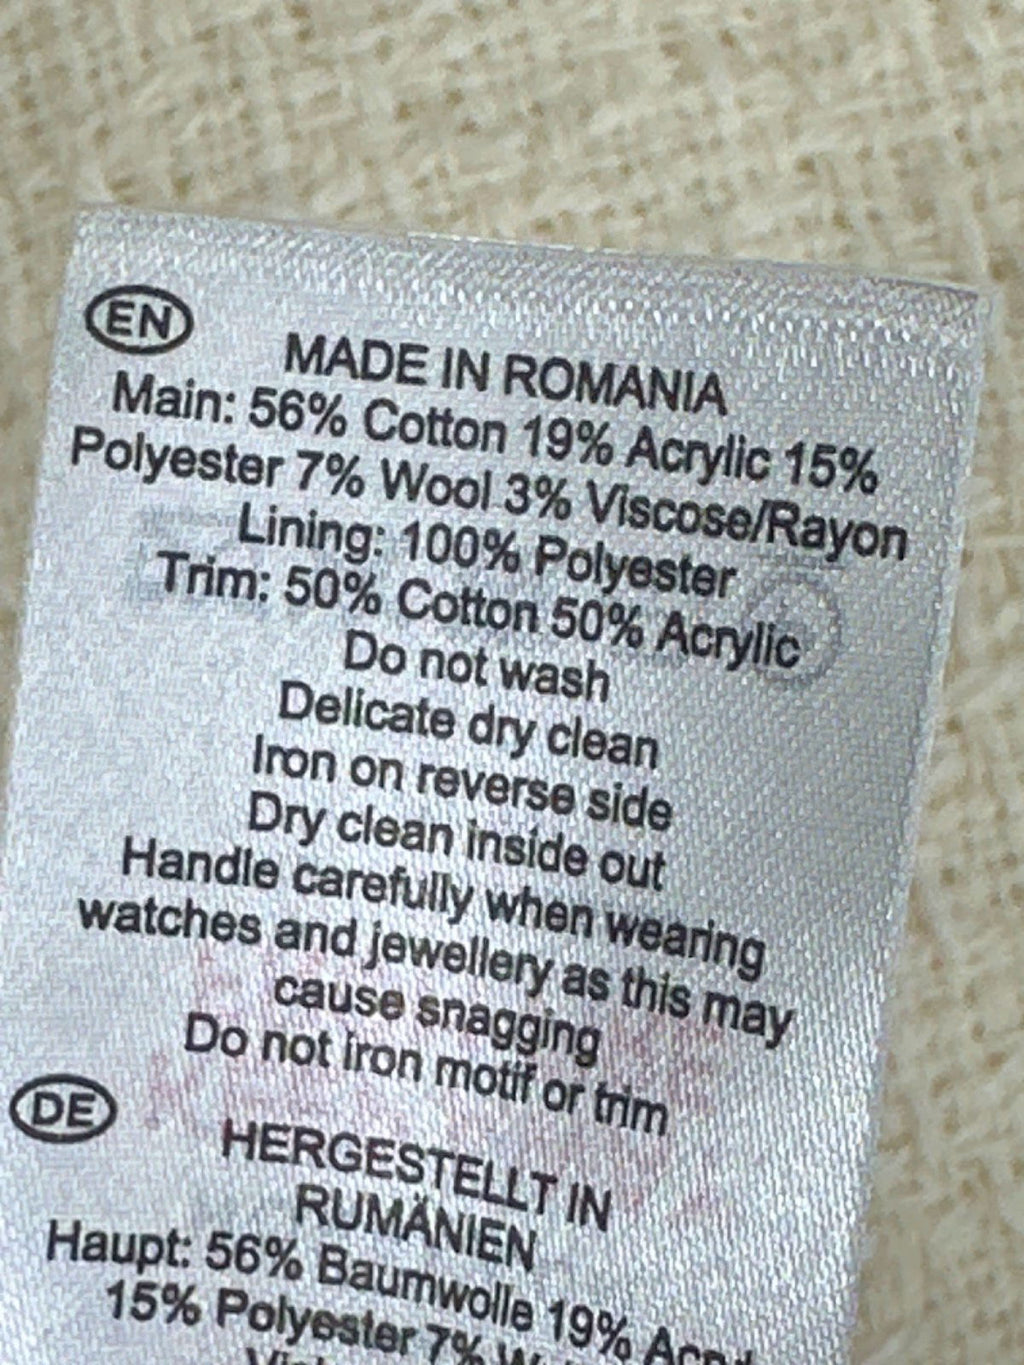 EN
MADE IN ROMANIA
Main: 56% Cotton 19% Acrylic 15%
Polyester 7% Wool 3% Viscose/Rayon
Lining: 100% Polyester
Trim: 50% Cotton 50% Acrylic
Do not wash
Delicate dry clean
Iron on reverse side
Dry clean inside out
Handle carefully when wearing
watches and jewellery as this may
cause snagging
Do not iron motif or trim
DE
HERGESTELLT IN
RUMÄNIEN
Haupt: 56% Baumwolle 19%
15% Polyester 7%